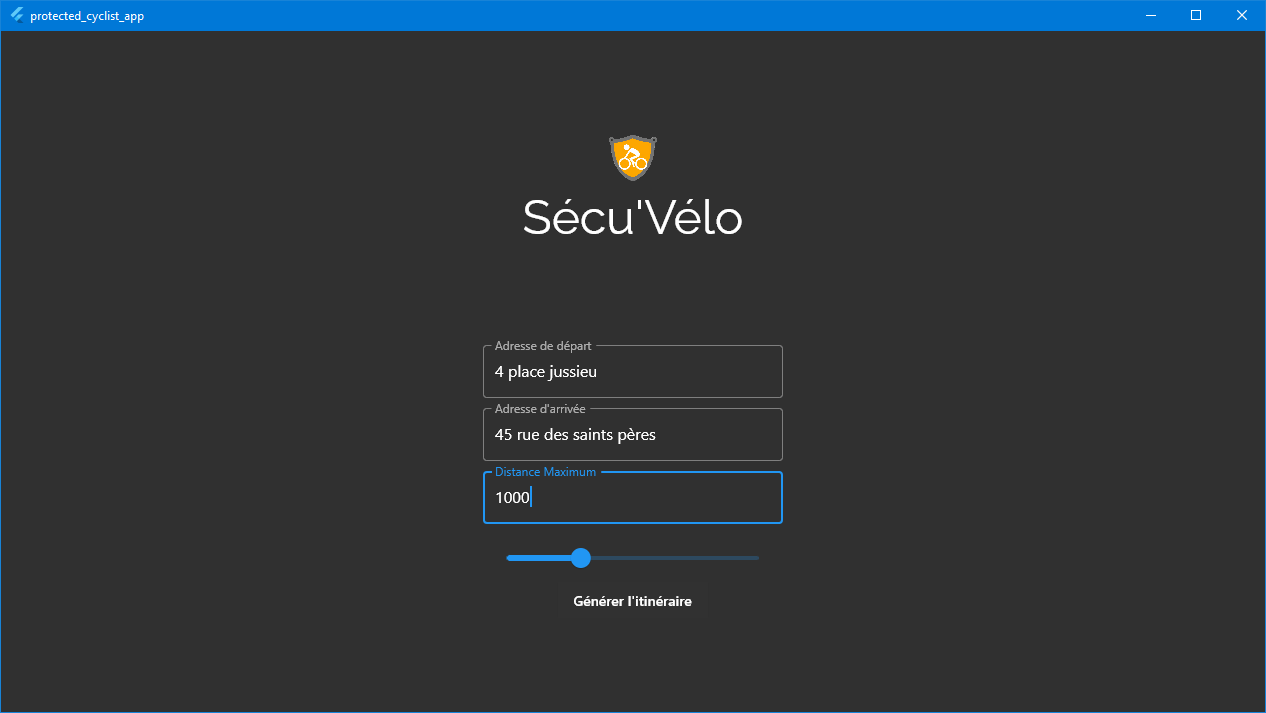 protected_cyclist_app
Sécu'Vélo
Adresse de départ
4 place jussieu
Adresse d'arrivée
45 rue des saints pères
Distance Maximum
1000
Générer l'itinéraire